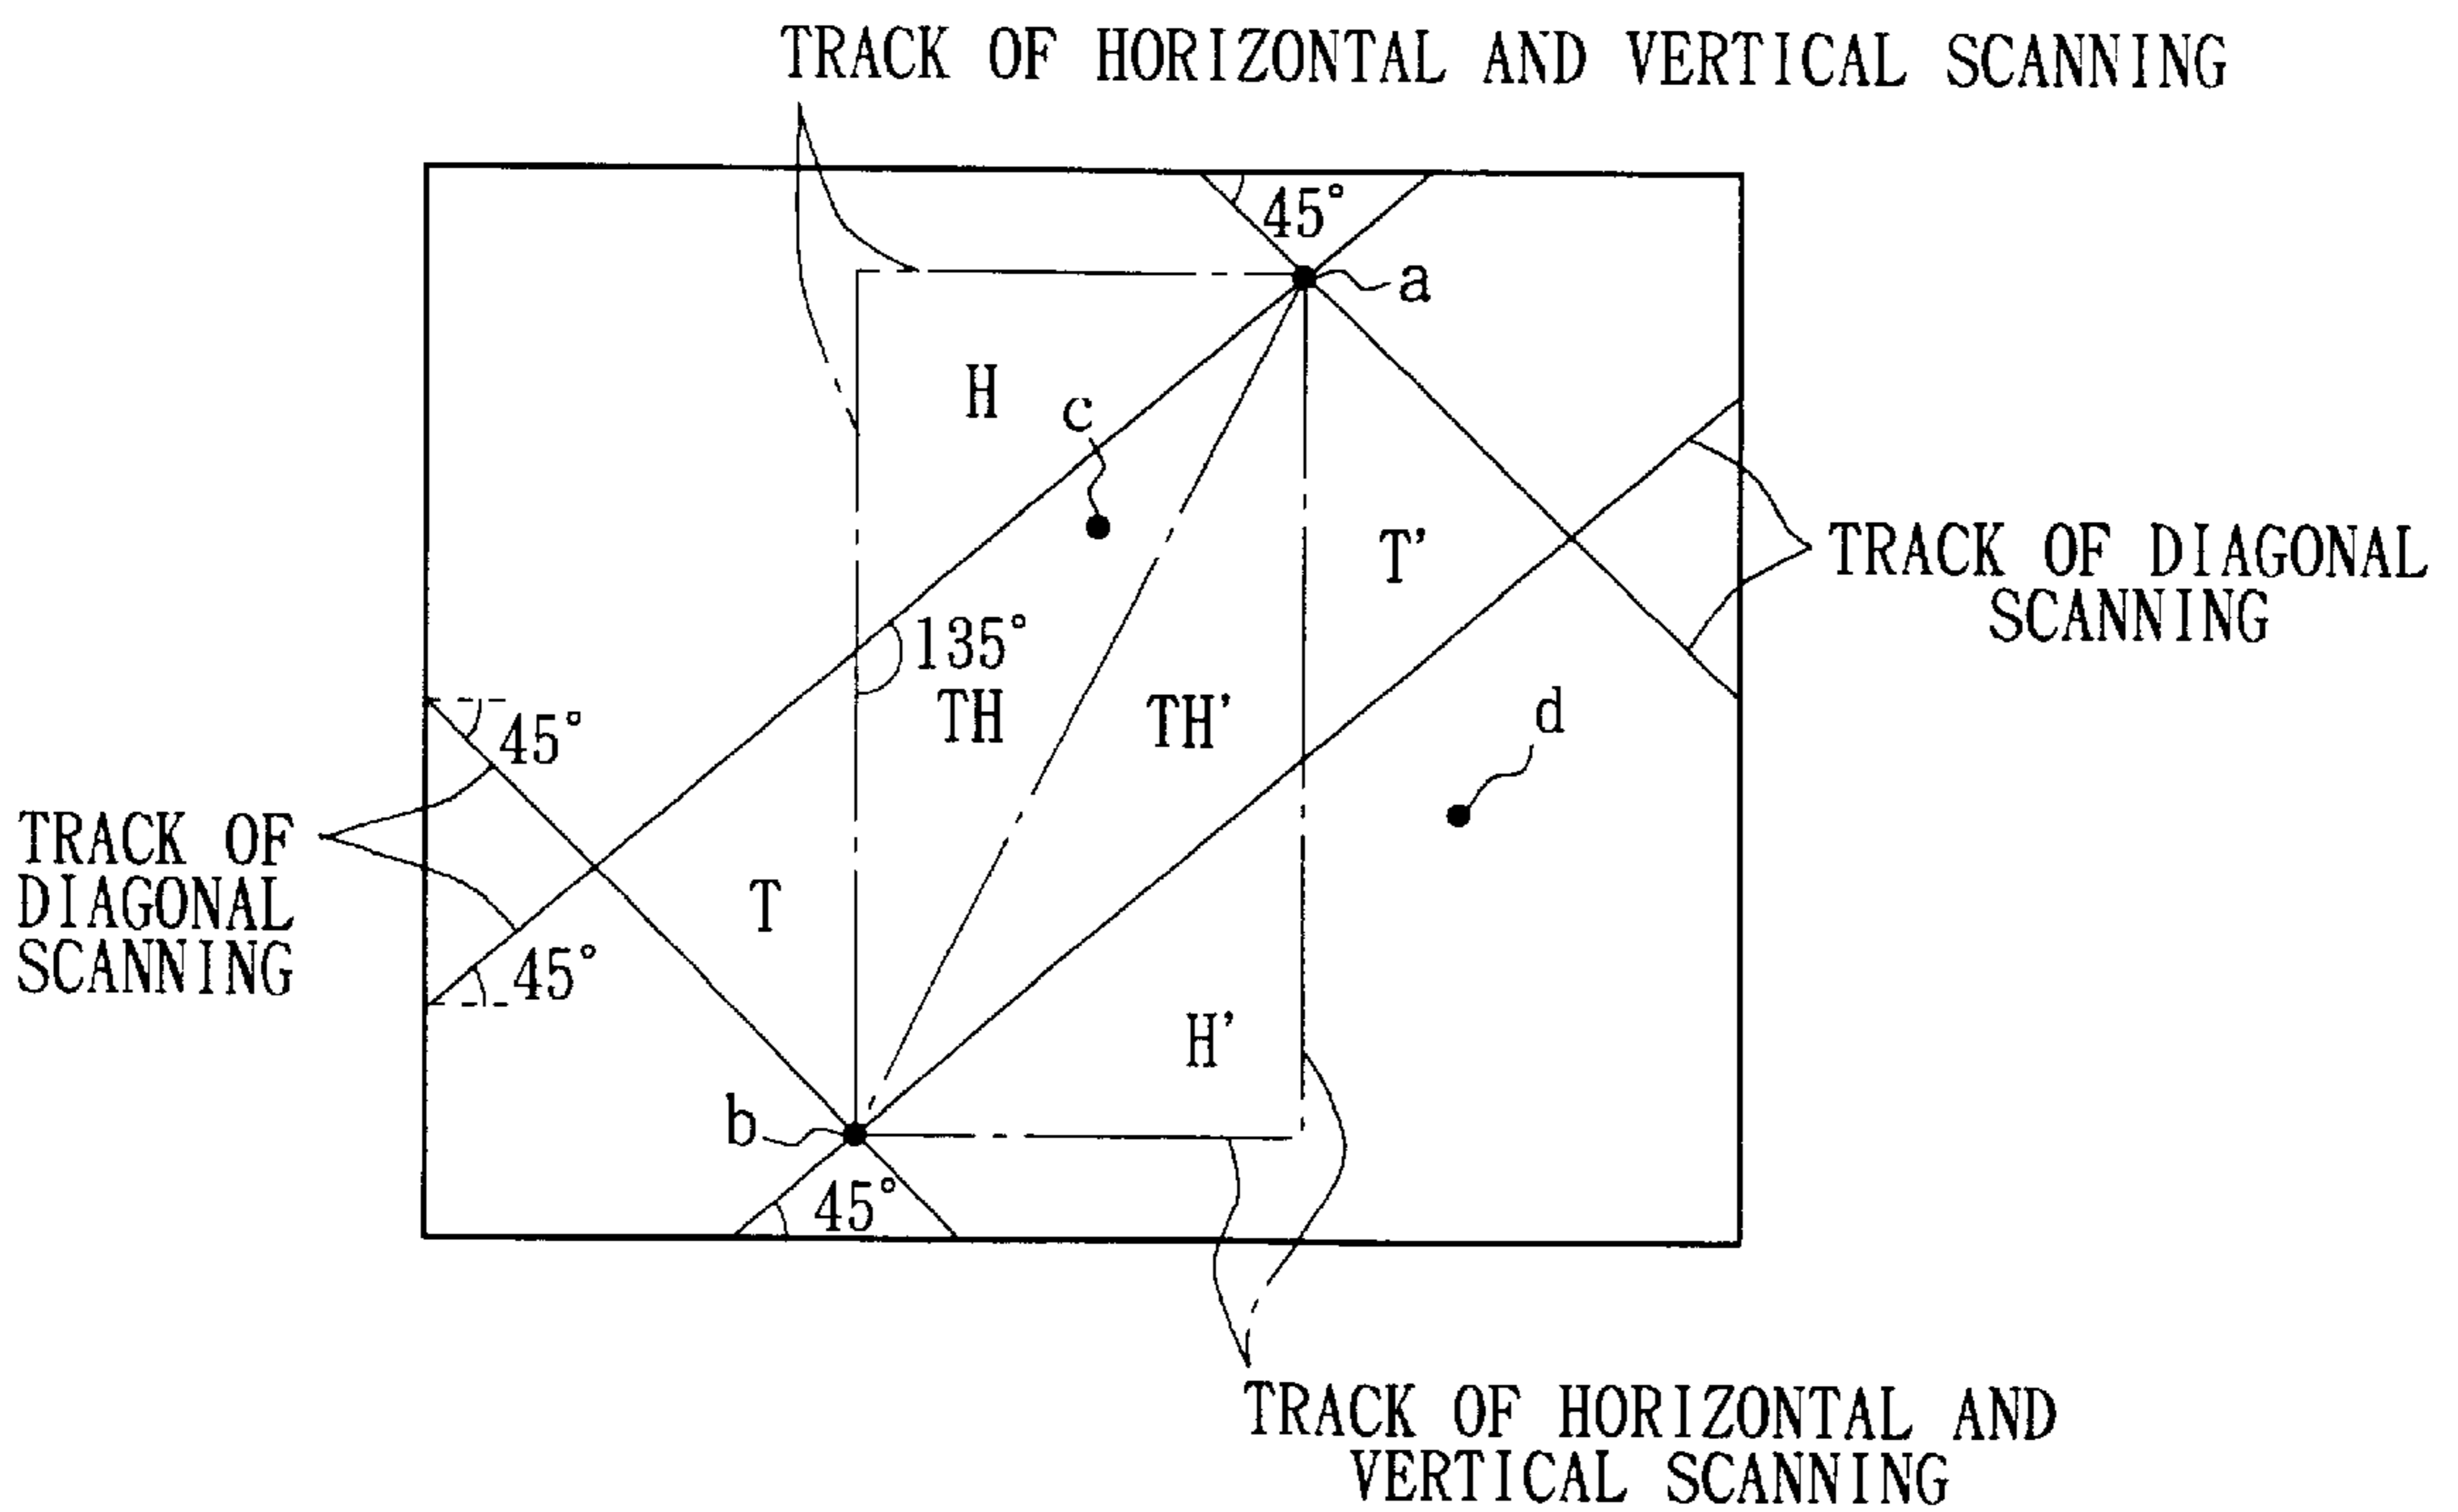 TRACK OF HORIZONTAL AND VERTICAL SCANNING
45°
a
H
c
T'
TRACK OF DIAGONAL
SCANNING
135°
TH
TH'
d
45°
TRACK OF
DIAGONAL
SCANNING
T
45°
H'
b
45°
TRACK OF HORIZONTAL AND
VERTICAL SCANNING